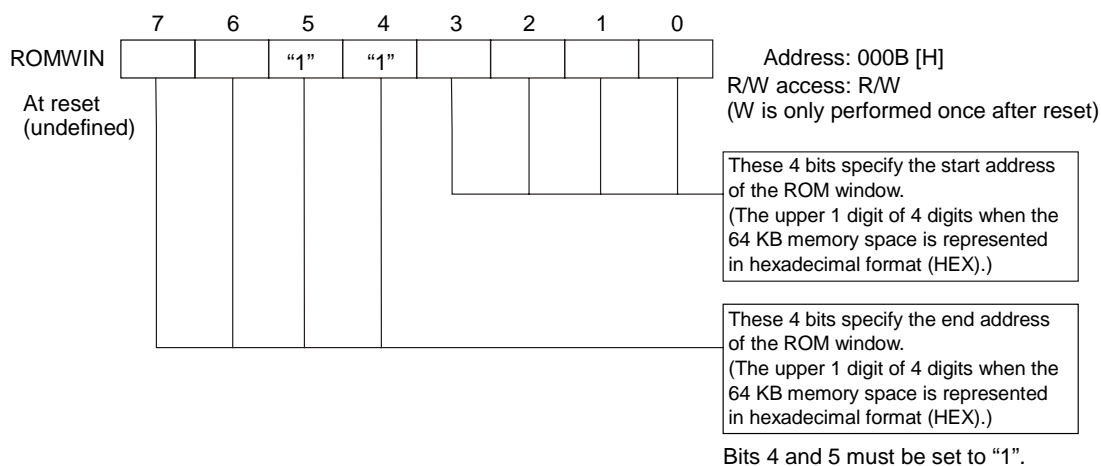 7 6 5 4 3 2 1 0
ROMWIN “1” “1”
Address: 000B [H]
R/W access: R/W
(W is only performed once after reset)
At reset
(undefined)
These 4 bits specify the start address
of the ROM window.
(The upper 1 digit of 4 digits when the
64 KB memory space is represented
in hexadecimal format (HEX).)
These 4 bits specify the end address
of the ROM window.
(The upper 1 digit of 4 digits when the
64 KB memory space is represented
in hexadecimal format (HEX).)
Bits 4 and 5 must be set to “1”.